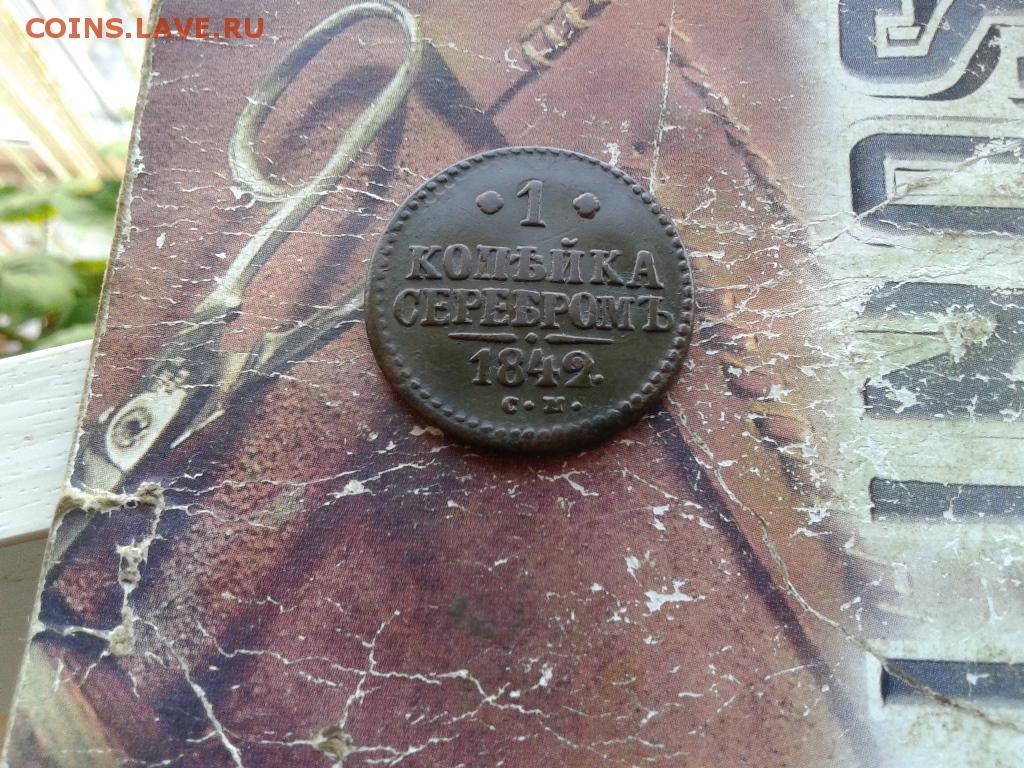 COINS.LAVE.RU
1
КОПѢЙКА
СЕРЕБРОМЪ
1842.
С • М •